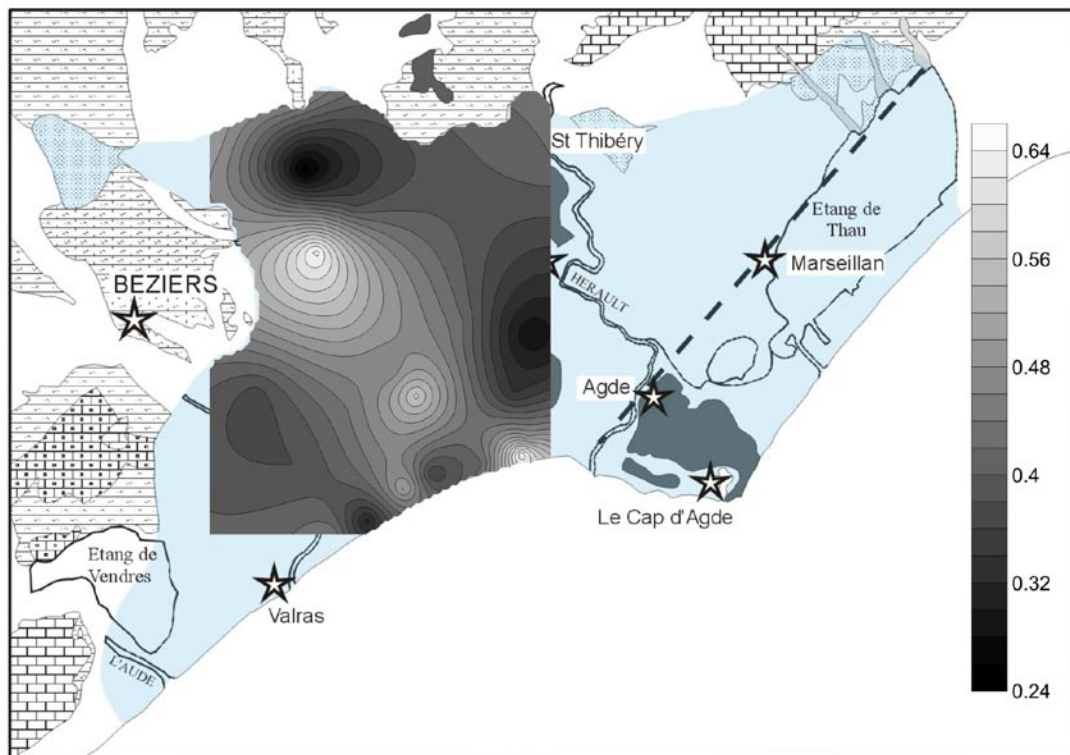 St Thibéry
0.64
Etang de
Thau
Marseillan
0.56
BEZIERS
HERAULT
0.48
Agde
0.4
Le Cap d'Agde
Etang de
Vendres
0.32
Valras
L'AUDE
0.24